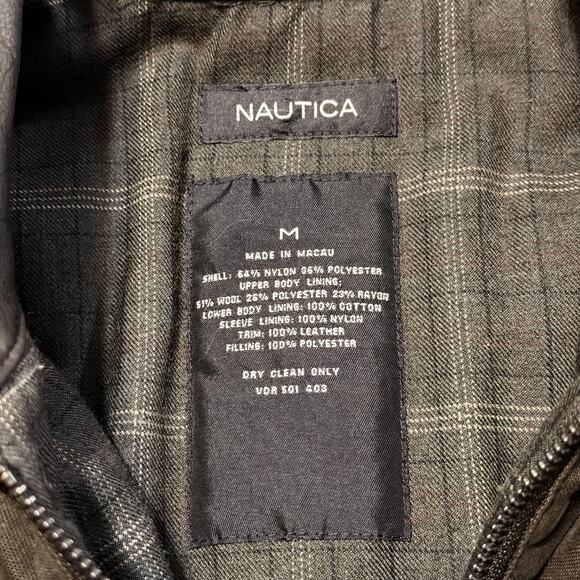 NAUTICA
M
MADE IN MACAU
SHELL: 64% NYLON 36% POLYESTER
UPPER BODY LINING;
51% WOOL 26% POLYESTER 23% RAYON
LOWER BODY LINING: 100% COTTON
SLEEVE LINING: 100% NYLON
TRIM: 100% LEATHER
FILLING: 100% POLYESTER
DRY CLEAN ONLY
VDR 501 403